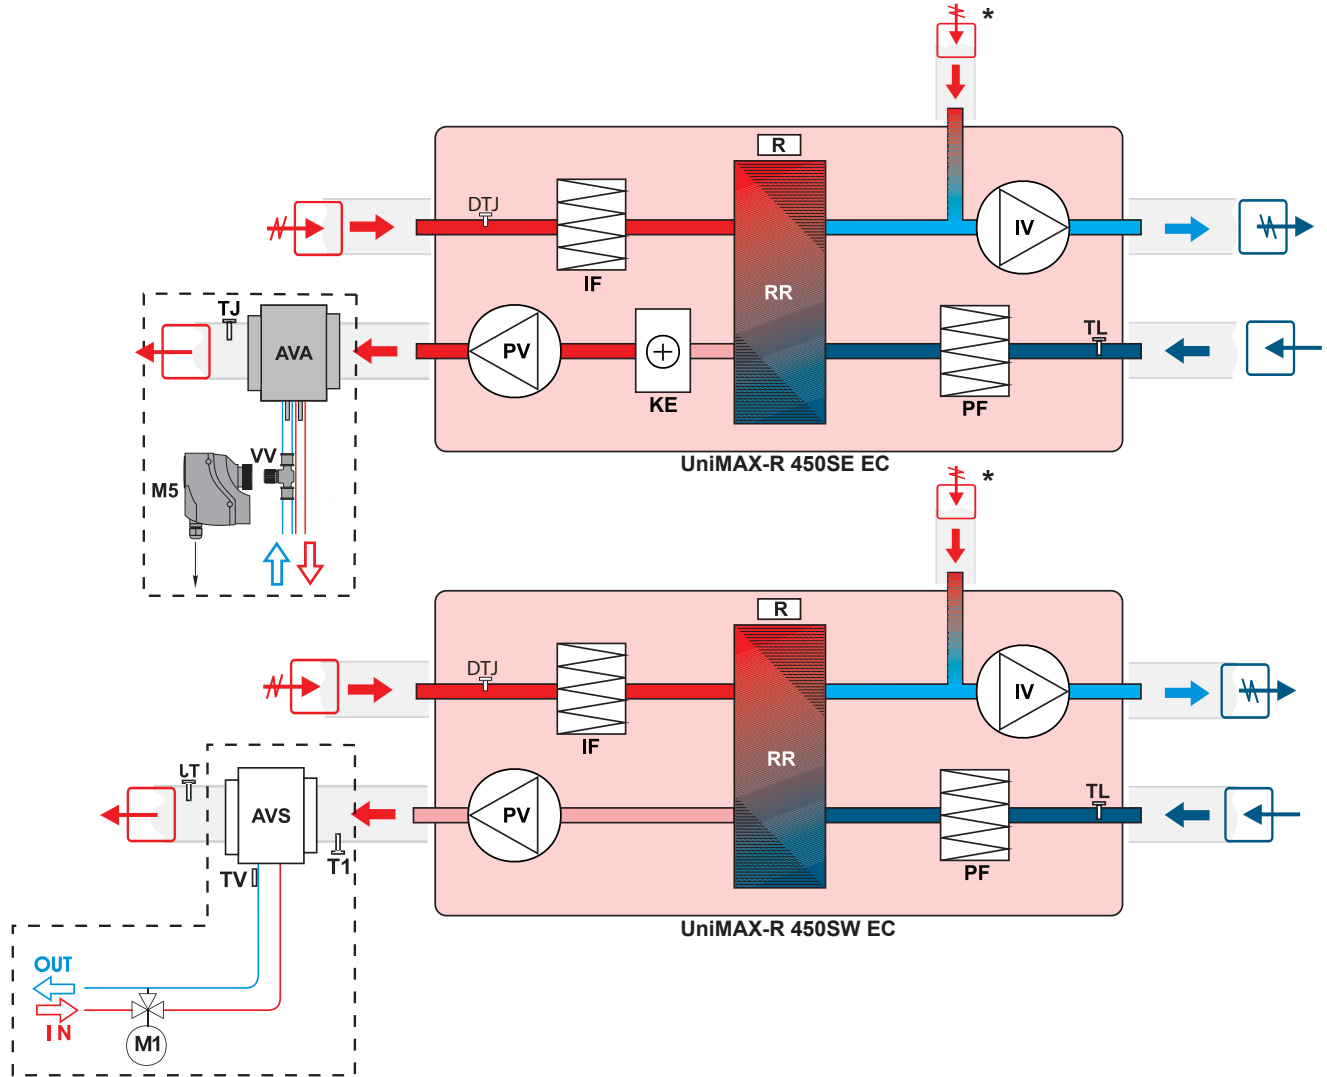 *
R
DTJ
IF
IV
RR
TJ
AVA
PV
KE
PF
TL
VV
M5
UniMAX-R 450SE EC
*
R
DTJ
IF
IV
RR
TJ
AVS
PV
PF
TL
T1
TV
UniMAX-R 450SW EC
OUT
IN
M1